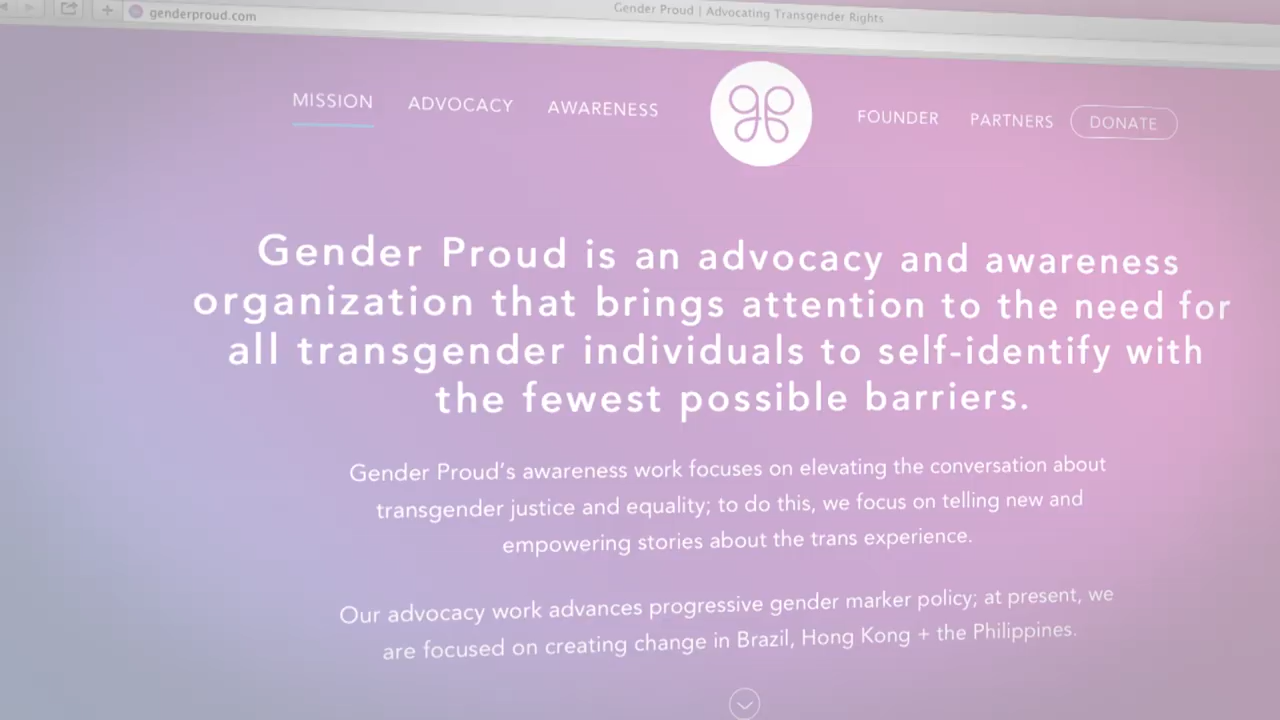 genderproud.com
Gender Proud | Advocating Transgender Rights
MISSION
ADVOCACY
AWARENESS
FOUNDER
PARTNERS
DONATE
Gender Proud is an advocacy and awareness
organization that brings attention to the need for
all transgender individuals to self-identify with
the fewest possible barriers.
Gender Proud's awareness work focuses on elevating the conversation about
transgender justice and equality; to do this, we focus on telling new and
empowering stories about the trans experience.
Our advocacy work advances progressive gender marker policy; at present, we
are focused on creating change in Brazil, Hong Kong + the Philippines.